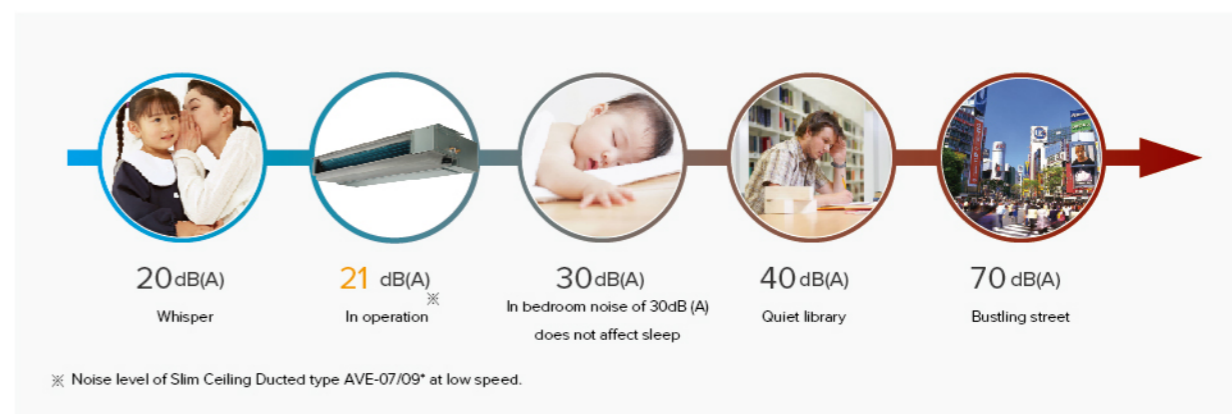 20dB(A)
21 dB(A)
※
30dB(A)
40dB(A)
70 dB(A)
Whisper
In operation
In bedroom noise of 30dB (A)
does not affect sleep
Quiet library
Bustling street
※ Noise level of Slim Ceiling Ducted type AVE-07/09* at low speed.